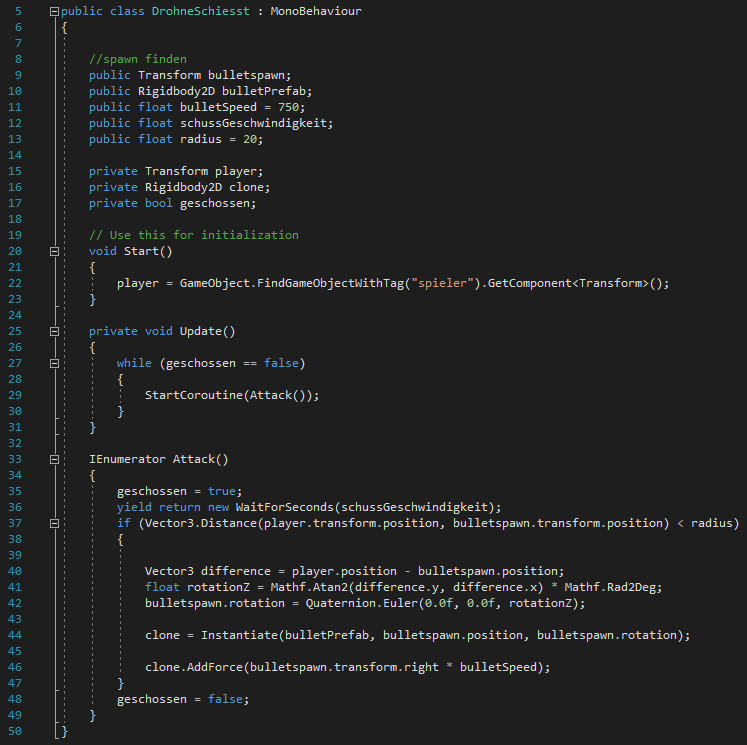 5 public class DrohneSchiesst : MonoBehaviour
6 {
7
8 //spawn finden
9 public Transform bulletspawn;
10 public Rigidbody2D bulletPrefab;
11 public float bulletSpeed = 750;
12 public float schussGeschwindigkeit;
13 public float radius = 20;
14
15 private Transform player;
16 private Rigidbody2D clone;
17 private bool geschossen;
18
19 // Use this for initialization
20 void Start()
21 {
22 player = GameObject.FindGameObjectWithTag("spieler").GetComponent<Transform>();
23 }
24
25 private void Update()
26 {
27 while (geschossen == false)
28 {
29 StartCoroutine(Attack());
30 }
31 }
32
33 IEnumerator Attack()
34 {
35 geschossen = true;
36 yield return new WaitForSeconds(schussGeschwindigkeit);
37 if (Vector3.Distance(player.transform.position, bulletspawn.transform.position) < radius)
38 {
39
40 Vector3 difference = player.position - bulletspawn.position;
41 float rotationZ = Mathf.Atan2(difference.y, difference.x) * Mathf.Rad2Deg;
42 bulletspawn.rotation = Quaternion.Euler(0.0f, 0.0f, rotationZ);
43
44 clone = Instantiate(bulletPrefab, bulletspawn.position, bulletspawn.rotation);
45
46 clone.AddForce(bulletspawn.transform.right * bulletSpeed);
47 }
48 geschossen = false;
49 }
50 }